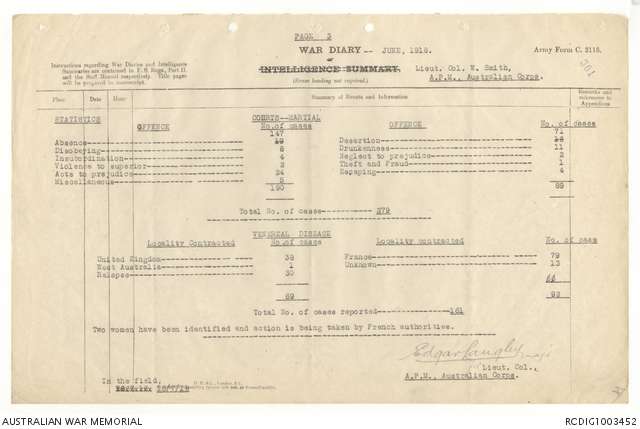 PAGE 3
WAR DIARY -- JUNE, 1918.
Army Form C. 2118.
Instructions regarding War Diaries and Intelligence
Summaries are contained in F. S. Regs., Part II.
and the Staff Manual respectively. Title pages
will be prepared in manuscript.
or
INTELLIGENCE SUMMARY.
(Erase heading not required.)
Lieut. Col. W. Smith,
A.P.M., Australian Corps.
Place Date Hour Summary of Events and Information Remarks and references to Appendices
STATISTICS COURTS--MARTIAL
OFFENCE No.of cases OFFENCE No.of cases
147 71
Absence 19 Desertion
Disobeying Drunkenness 11
Insubordination 4 Neglect to prejudice 2
Violence to superior Theft and Fraud 1
Acts to prejudice 24 Escaping 4
Miscellaneous 5
190 89
Total No. of cases 279
VENEREAL DISEASE
Locality Contracted No.of cases Locality contracted No. of case
United Kingdom 38 France 79
West Australia 1 Unknown 13
Relapse 30
69 92
Total No. of cases reported 161
Two women have been identified and action is being taken by French authorities.
Edgar Langley Maj
Lieut. Col.,
A.P.M., Australian Corps.
In the field,
AUSTRALIAN WAR MEMORIAL RCDIG1003452